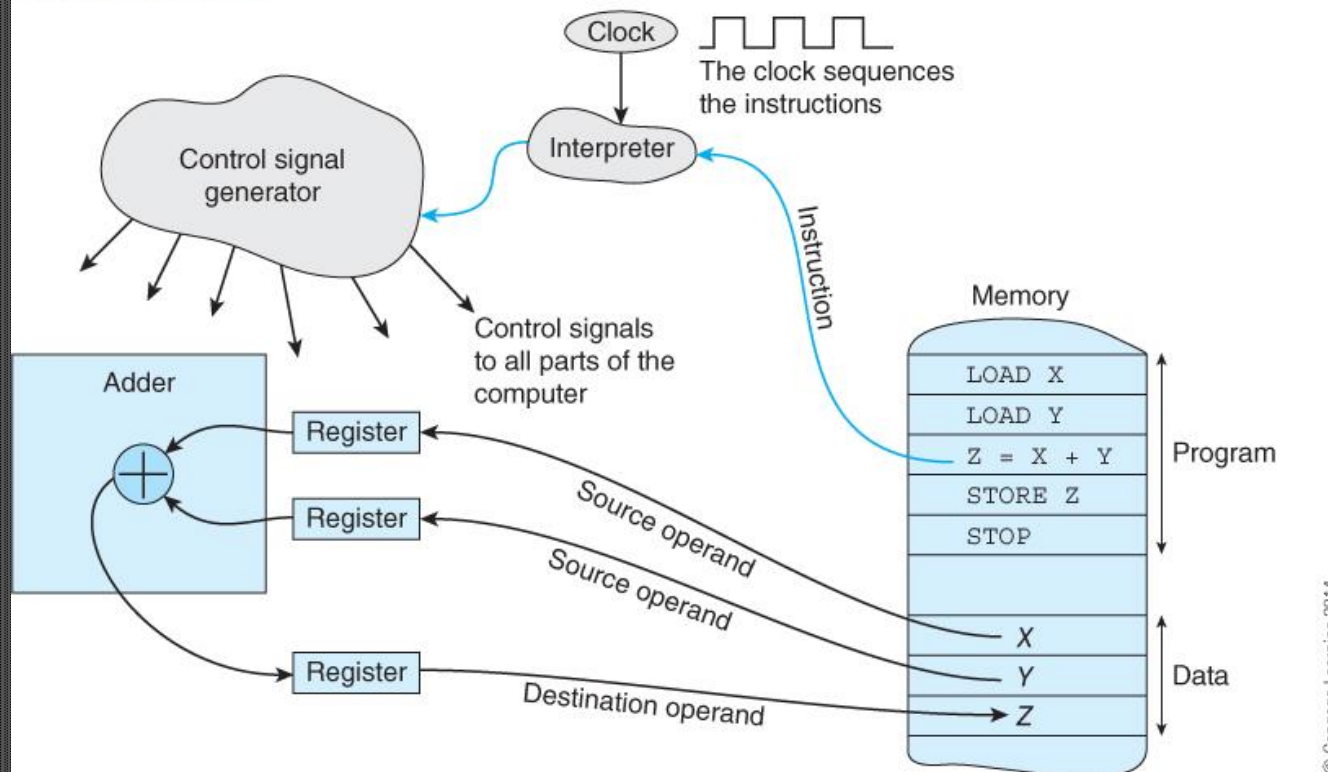 Clock
The clock sequences
the instructions
Control signal
generator
Interpreter
Instruction
Memory
Control signals
to all parts of the
computer
LOAD X
LOAD Y
Z = X + Y
STORE Z
STOP
Program
Adder
Register
Register
Register
Source operand
Source operand
Destination operand
X
Y
Z
Data